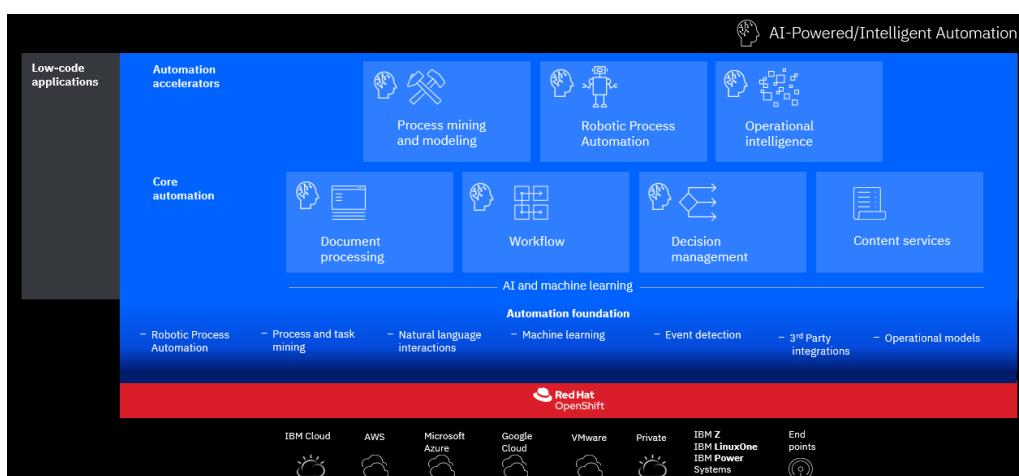 AI-Powered/Intelligent Automation
Low-code
applications
Automation
accelerators
Process mining
and modeling
Robotic Process
Automation
Operational
intelligence
Core
automation
Document
processing
Workflow
Decision
management
Content services
AI and machine learning
Automation foundation
– Robotic Process
Automation
– Process and task
mining
– Natural language
interactions
– Machine learning
– Event detection
– 3rd Party
integrations
– Operational models
Red Hat
OpenShift
IBM Cloud
AWS
Microsoft
Azure
Google
Cloud
VMware
Private
IBM Z
IBM LinuxOne
IBM Power
Systems
End
points